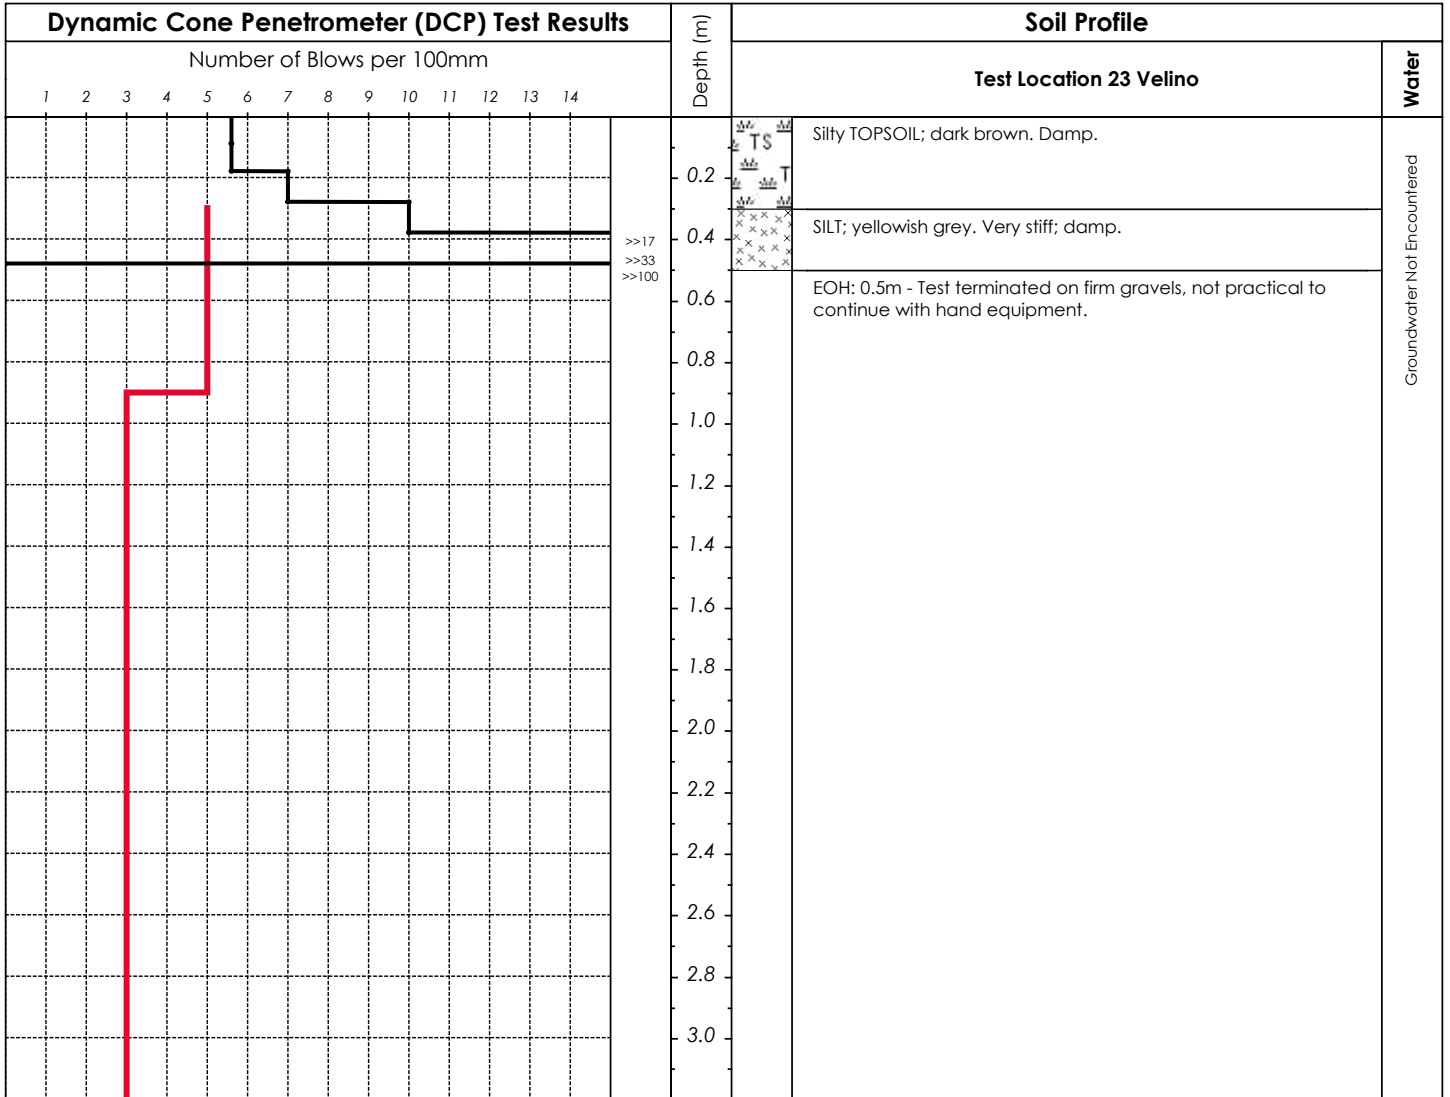 Dynamic Cone Penetrometer (DCP) Test Results
Number of Blows per 100mm
1 2 3 4 5 6 7 8 9 10 11 12 13 14
Depth (m)
Soil Profile
Test Location 23 Velino
Water
>>17
>>33
>>100
0.2
0.4
0.6
0.8
1.0
1.2
1.4
1.6
1.8
2.0
2.2
2.4
2.6
2.8
3.0
TS
T
Silty TOPSOIL; dark brown. Damp.
SILT; yellowish grey. Very stiff; damp.
EOH: 0.5m - Test terminated on firm gravels, not practical to
continue with hand equipment.
Groundwater Not Encountered